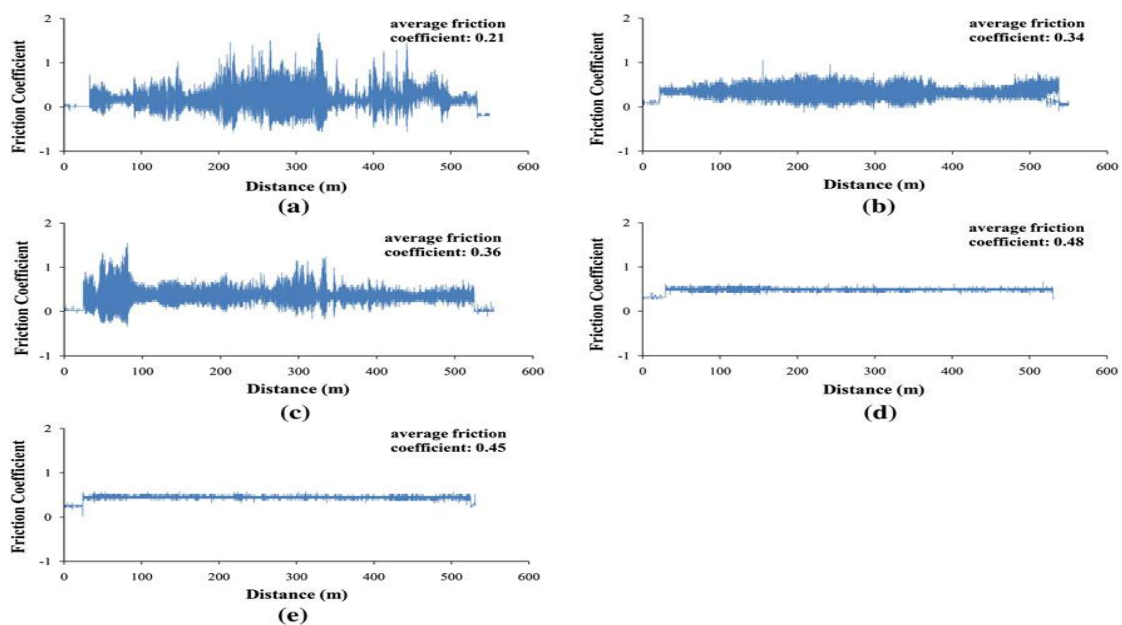 average friction
coefficient: 0.21
Friction Coefficient
2
1
0
-1
0 100 200 300 400 500 600
Distance (m)
(a)
average friction
coefficient: 0.34
Friction Coefficient
2
1
0
-1
0 100 200 300 400 500 600
Distance (m)
(b)
average friction
coefficient: 0.36
Friction Coefficient
2
1
0
-1
0 100 200 300 400 500 600
Distance (m)
(c)
average friction
coefficient: 0.48
Friction Coefficient
2
1
0
-1
0 100 200 300 400 500 600
Distance (m)
(d)
average friction
coefficient: 0.45
Friction Coefficient
2
1
0
-1
0 100 200 300 400 500 600
Distance (m)
(e)